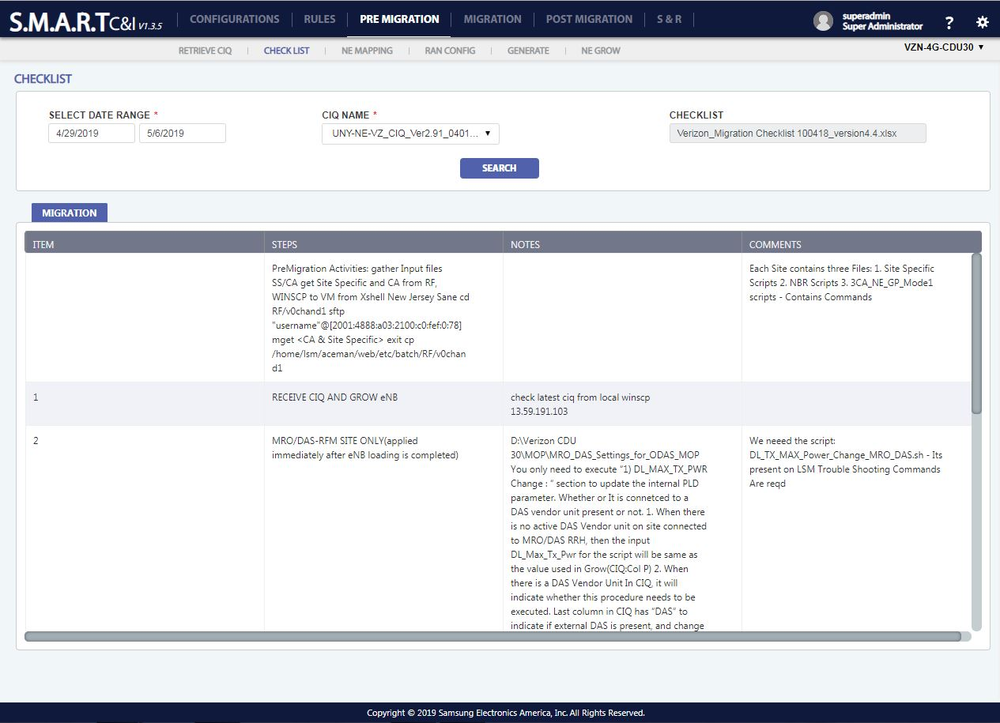 S.M.A.R.T C&I V1.3.5
CONFIGURATIONS RULES PRE MIGRATION MIGRATION POST MIGRATION S & R
superadmin
Super Administrator
?
RETRIEVE CIQ CHECK LIST NE MAPPING RAN CONFIG GENERATE NE GROW
VZN-4G-CDU30
CHECKLIST
SELECT DATE RANGE *
4/29/2019 5/6/2019
CIQ NAME *
UNY-NE-VZ_CIQ_Ver2.91_0401...
CHECKLIST
Verizon_Migration Checklist 100418_version4.4.xlsx
SEARCH
MIGRATION
ITEM STEPS NOTES COMMENTS
PreMigration Activities: gather Input files
SS/CA get Site Specific and CA from RF,
WINSCP to VM from Xshell New Jersey Sane cd
RF/v0chand1 sftp
"username"@[2001:4888:a03:2100:c0:fef:0:78]
mget <CA & Site Specific> exit cp
/home/lsm/aceman/web/etc/batch/RF/v0chan
d1
Each Site contains three Files: 1. Site Specific
Scripts 2. NBR Scripts 3. 3CA_NE_GP_Mode1
scripts - Contains Commands
1
RECEIVE CIQ AND GROW eNB
check latest ciq from local winscp
13.59.191.103
2
MRO/DAS-RFM SITE ONLY(applied
immediately after eNB loading is completed)
D:\Verizon CDU
30\MOP\MRO_DAS_Settings_for_ODAS_MOP
You only need to execute “1) DL_MAX_TX_PWR
Change : “ section to update the internal PLD
parameter. Whether or It is connetced to a
DAS vendor unit present or not. 1. When there
is no active DAS Vendor unit on site connected
to MRO/DAS RRH, then the input
DL_Max_Tx_Pwr for the script will be same as
the value used in Grow(CIQ:Col P) 2. When
there is a DAS Vendor Unit In CIQ, it will
indicate whether this procedure needs to be
executed. Last column in CIQ has “DAS” to
indicate if external DAS is present, and change
We neeed the script:
DL_TX_MAX_Power_Change_MRO_DAS.sh - Its
present on LSM Trouble Shooting Commands
Are reqd
Copyright © 2019 Samsung Electronics America, Inc. All Rights Reserved.